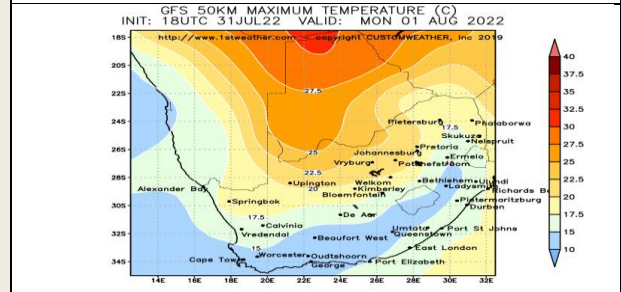 GFS 50KM MAXIMUM TEMPERATURE (C)
INIT: 18UTC 31JUL22 VALID: MON 01 AUG 2022
http://www.1stweather.com © copyright CUSTOMWEATHER, Inc 2019
18S
20S
22S
24S
26S
28S
30S
32S
34S
14E 16E 18E 20E 22E 24E 26E 28E 30E 32E
27.5
Pietersburg
Phalaborwa
17.5
Skukuza
Nelspruit
Pretoria
Johannesburg
25
Ermelo
Vryburg
Potchefstroom
22.5
Welkom
Bethlehem
Ulundi
Upington
20
Kimberley
Ladysmith
Alexander Bay
Bloemfontein
Richards Ba
Springbok
Pietermaritzburg
Durban
De Aar
17.5
Calvinia
Vredendal
Umtata
Port St Johns
Queenstown
Beaufort West
15
East London
Worcester
Oudtshoorn
Cape Town
George
Port Elizabeth
40
37.5
35
32.5
30
27.5
25
22.5
20
17.5
15
10